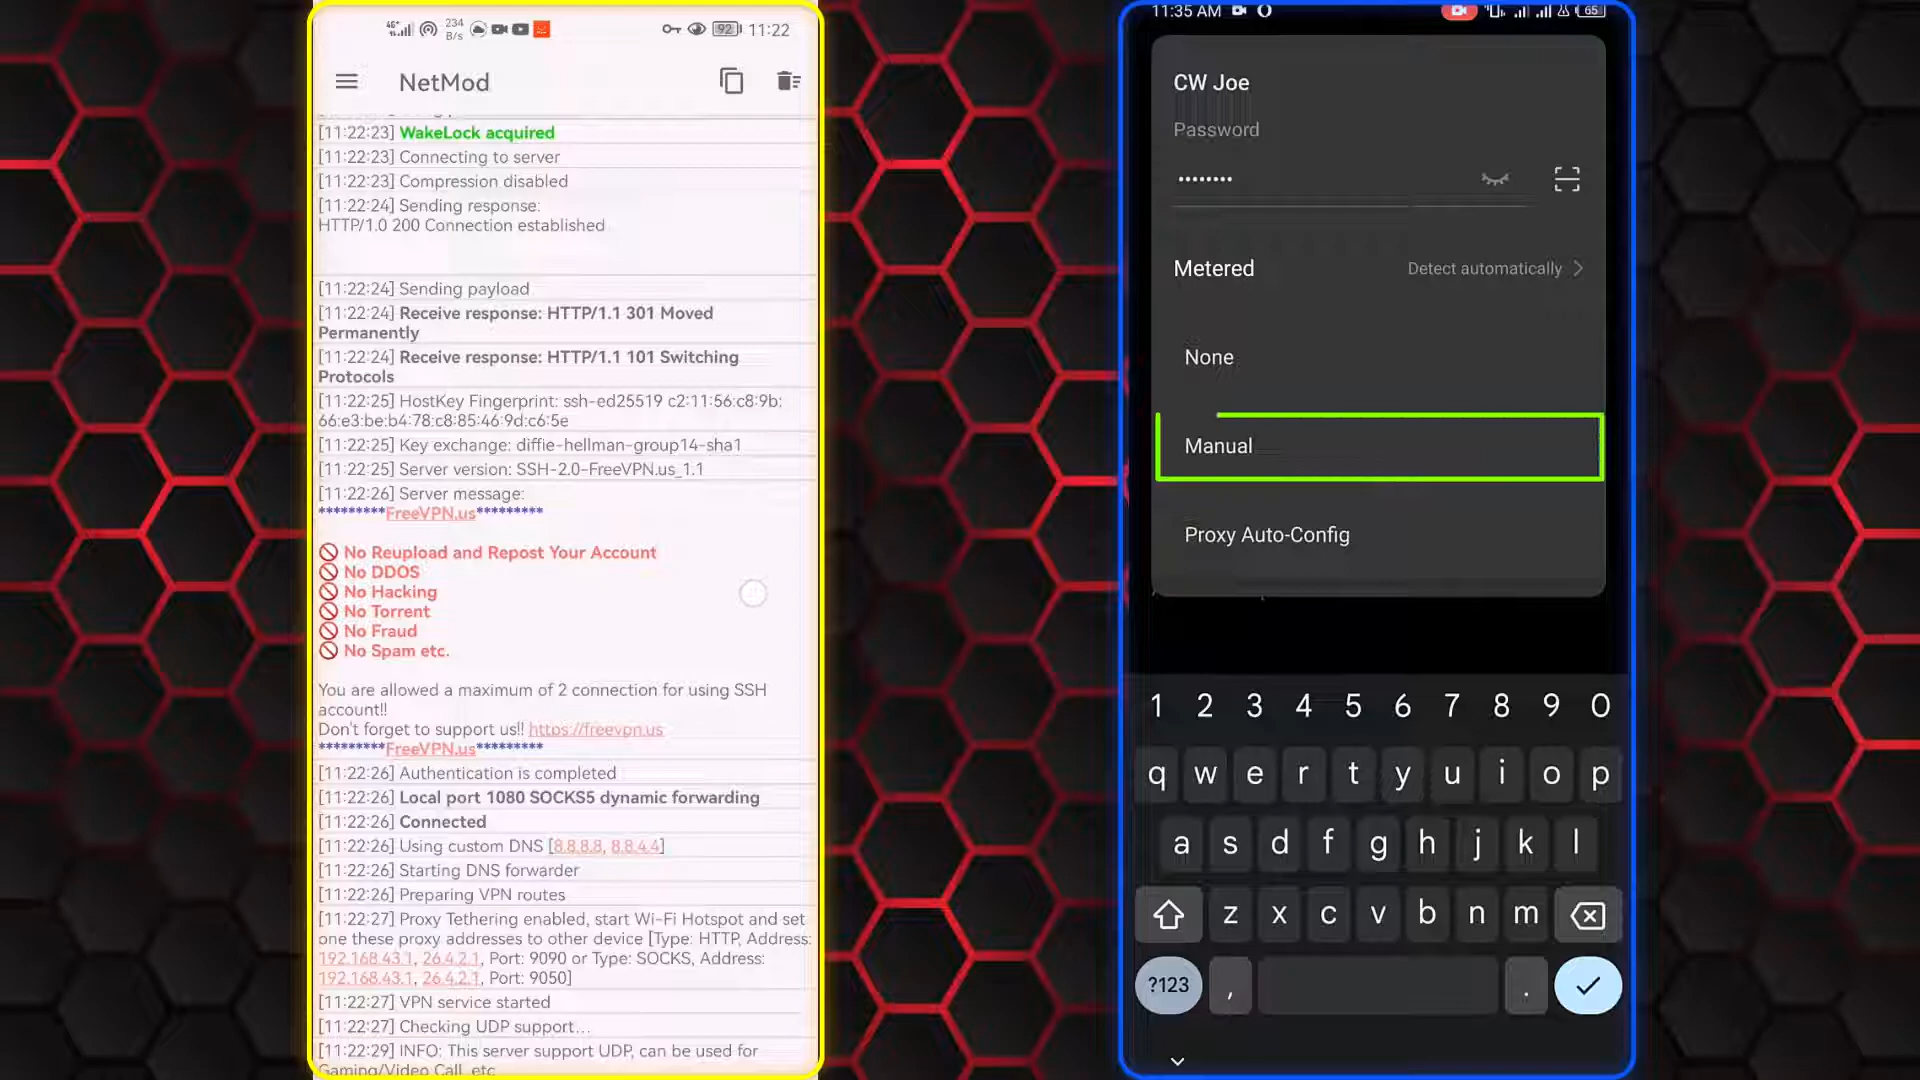 234
B/s
92
11:22
NetMod
[11:22:23] WakeLock acquired
[11:22:23] Connecting to server
[11:22:23] Compression disabled
[11:22:24] Sending response:
HTTP/1.0 200 Connection established
[11:22:24] Sending payload
[11:22:24] Receive response: HTTP/1.1 301 Moved
Permanently
[11:22:24] Receive response: HTTP/1.1 101 Switching
Protocols
[11:22:25] HostKey Fingerprint: ssh-ed25519 c2:11:56:c8:9b:
66:e3:be:b4:78:c8:85:46:9d:c6:5e
[11:22:25] Key exchange: diffie-hellman-group14-sha1
[11:22:25] Server version: SSH-2.0-FreeVPN.us_1.1
[11:22:26] Server message:
*********FreeVPN.us*********
🚫 No Reupload and Repost Your Account
🚫 No DDOS
🚫 No Hacking
🚫 No Torrent
🚫 No Fraud
🚫 No Spam etc.
You are allowed a maximum of 2 connection for using SSH
account!!
Don't forget to support us!! https://freevpn.us
*********FreeVPN.us*********
[11:22:26] Authentication is completed
[11:22:26] Local port 1080 SOCKS5 dynamic forwarding
[11:22:26] Connected
[11:22:26] Using custom DNS [8.8.8.8, 8.8.4.4]
[11:22:26] Starting DNS forwarder
[11:22:26] Preparing VPN routes
[11:22:27] Proxy Tethering enabled, start Wi-Fi Hotspot and set
one these proxy addresses to other device [Type: HTTP, Address:
192.168.43.1, 26.4.2.1, Port: 9090 or Type: SOCKS, Address:
192.168.43.1, 26.4.2.1, Port: 9050]
[11:22:27] VPN service started
[11:22:27] Checking UDP support...
[11:22:29] INFO: This server support UDP, can be used for
Gaming/Video Call, etc
11:35 AM
65
CW Joe
Password
••••••••
Metered
Detect automatically
None
Manual
Proxy Auto-Config
1 2 3 4 5 6 7 8 9 0
q w e r t y u i o p
a s d f g h j k l
z x c v b n m
?123 , .